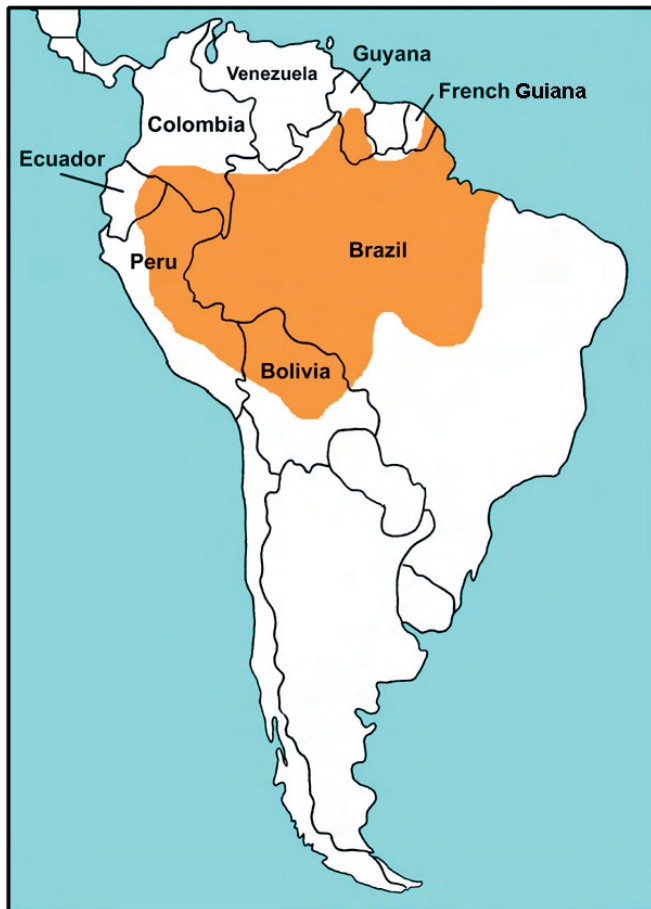 Guyana
Venezuela
French Guiana
Colombia
Ecuador
Brazil
Peru
Bolivia